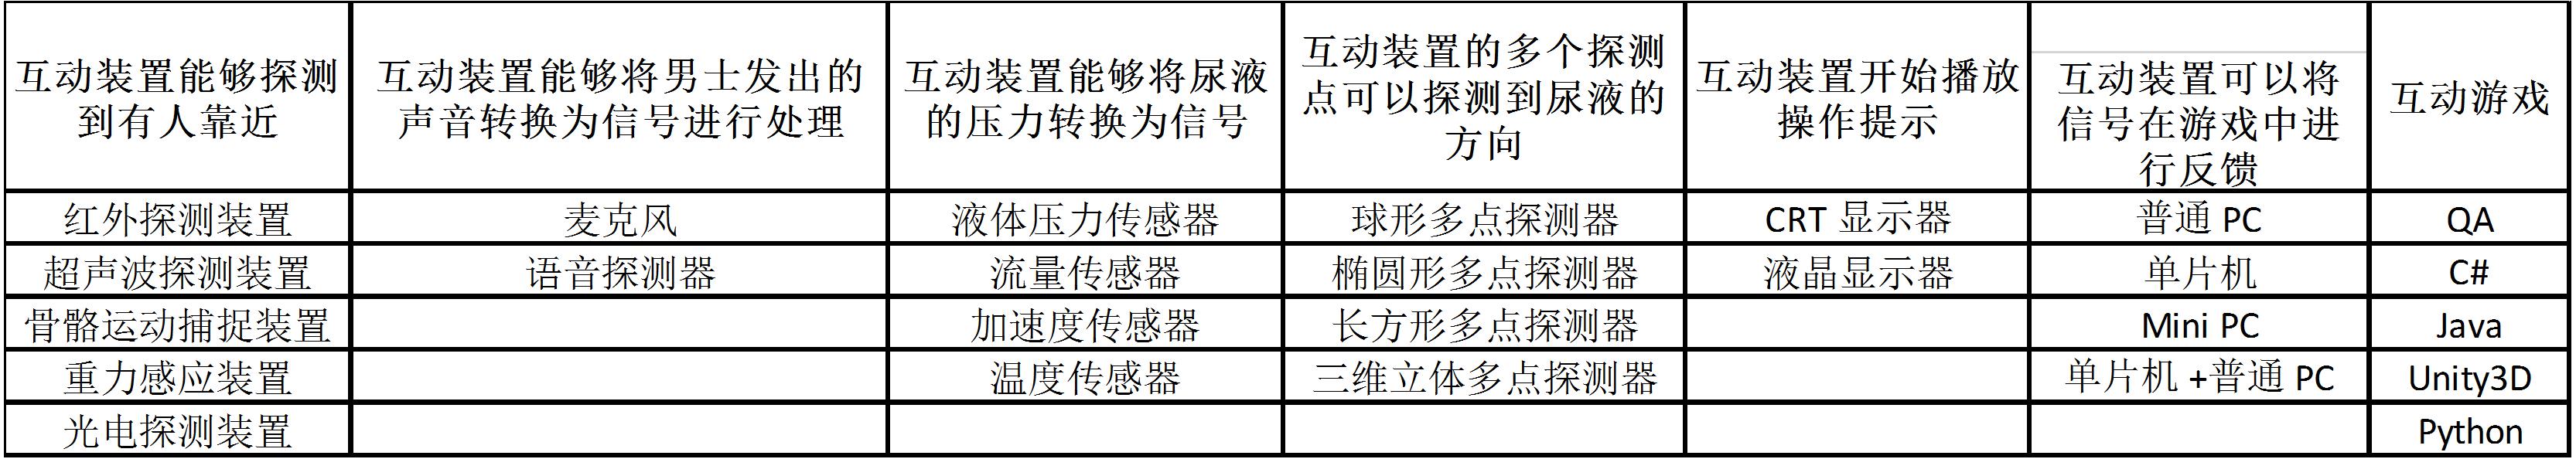 互动装置能够探测
到有人靠近
互动装置能够将男士发出的
声音转换为信号进行处理
互动装置能够将尿液
的压力转换为信号
互动装置的多个探测
点可以探测到尿液的
方向
互动装置开始播放
操作提示
互动装置可以将
信号在游戏中进
行反馈
互动游戏
红外探测装置
麦克风
液体压力传感器
球形多点探测器
CRT 显示器
普通 PC
QA
超声波探测装置
语音探测器
流量传感器
椭圆形多点探测器
液晶显示器
单片机
C#
骨骼运动捕捉装置
加速度传感器
长方形多点探测器
Mini PC
Java
重力感应装置
温度传感器
三维立体多点探测器
单片机 +普通 PC
Unity3D
光电探测装置
Python